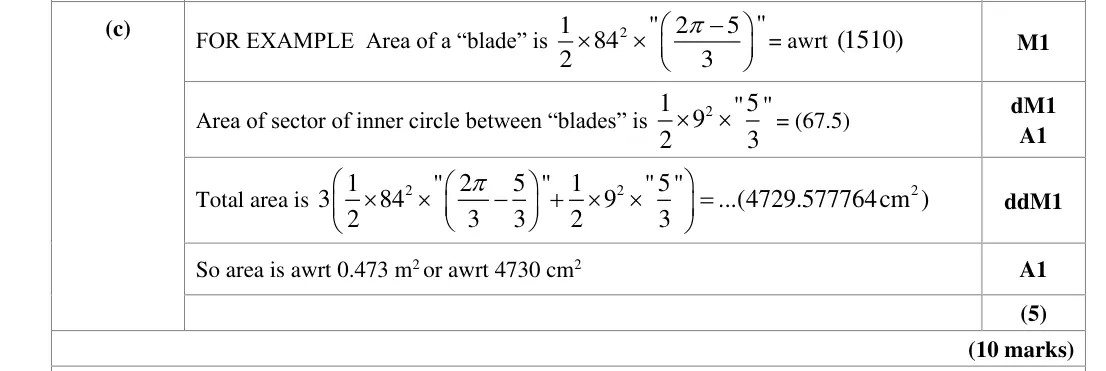 (c) FOR EXAMPLE Area of a “blade” is 1/2 × 84² × "((2π − 5)/3)" = awrt (1510) M1
Area of sector of inner circle between “blades” is 1/2 × 9² × "5/3" = (67.5) dM1 A1
Total area is 3(1/2 × 84² × "(2π/3 − 5/3)" + 1/2 × 9² × "5/3") = ...(4729.577764 cm²) ddM1
So area is awrt 0.473 m² or awrt 4730 cm² A1
(5)
(10 marks)